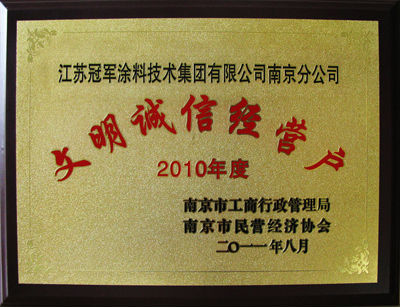 江苏冠军涂料技术集团有限公司南京分公司
文明诚信经营户
2010年度
南京市工商行政管理局
南京市民营经济协会
二〇一一年八月